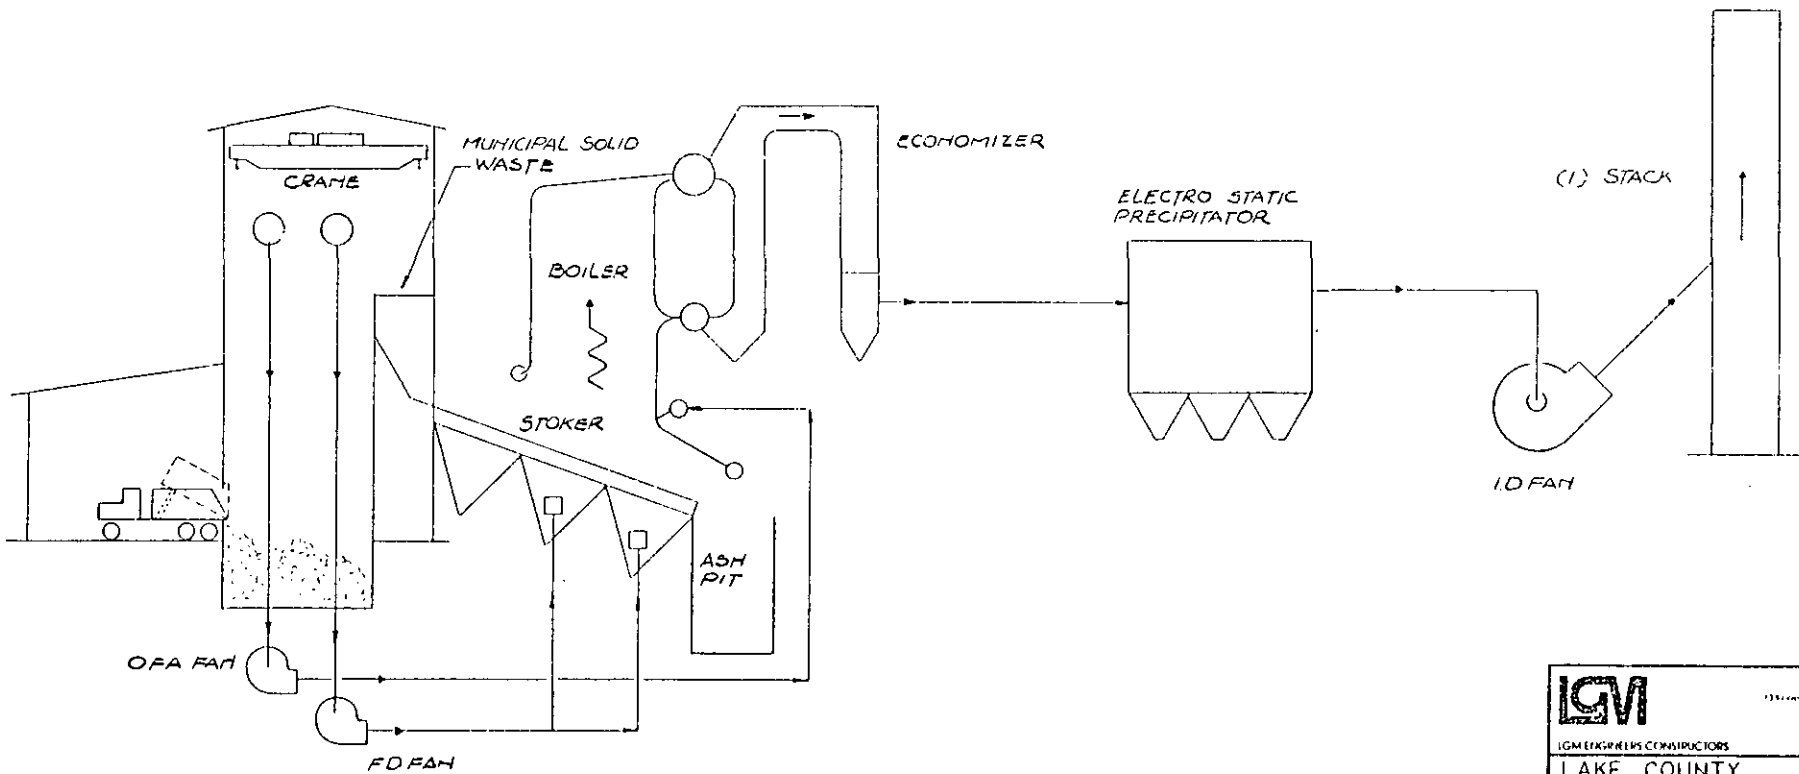 CRANE
MUNICIPAL SOLID
WASTE
ECONOMIZER
BOILER
STOKER
ELECTRO STATIC
PRECIPITATOR
(1) STACK
I.D FAN
ASH
PIT
OFA FAN
FD FAN
LGM
LGM ENGINEERS CONSTRUCTORS
LAKE COUNTY